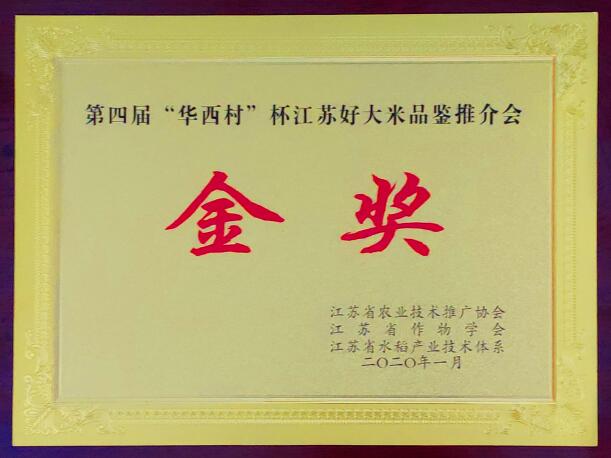 第四届“华西村”杯江苏好大米品鉴推介会
金奖
江苏省农业技术推广协会
江苏省作物学会
江苏省水稻产业技术体系
二〇二〇年一月